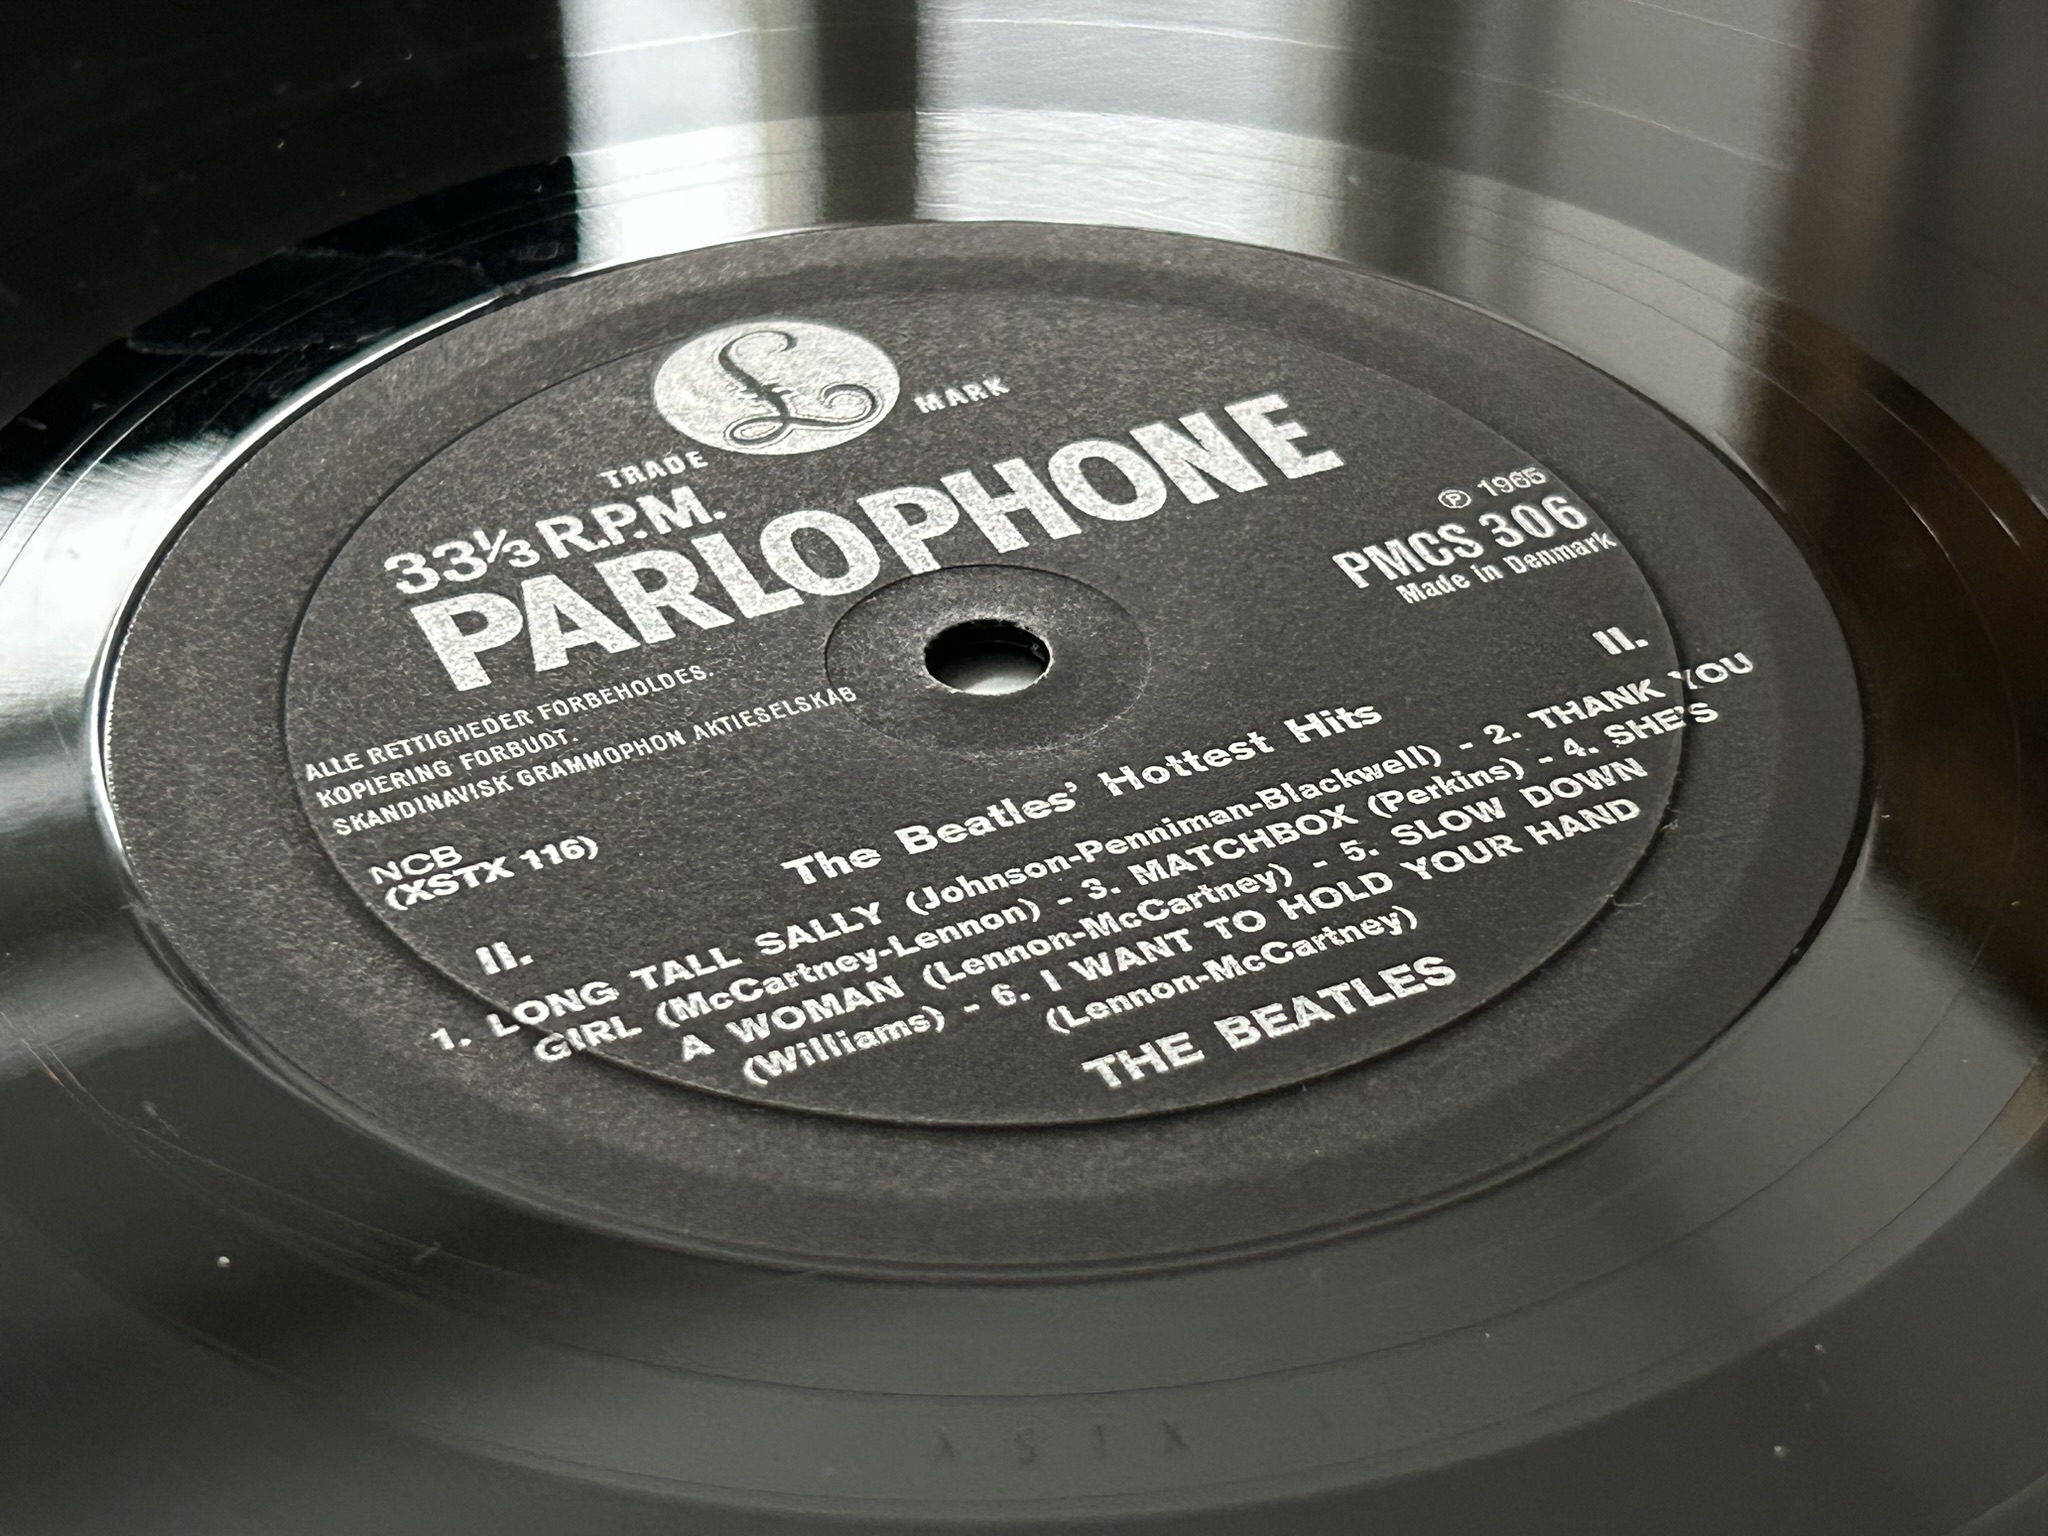 £
TRADE MARK
33⅓ R.P.M.
PARLOPHONE
℗ 1965
PMCS 306
Made in Denmark
ALLE RETTIGHEDER FORBEHOLDES.
KOPIERING FORBUDT.
SKANDINAVISK GRAMMOPHON AKTIESELSKAB
NCB
(XSTX 116)
II.
II.
The Beatles' Hottest Hits
1. LONG TALL SALLY (Johnson-Penniman-Blackwell) - 2. THANK YOU
GIRL (McCartney-Lennon) - 3. MATCHBOX (Perkins) - 4. SHE'S
A WOMAN (Lennon-McCartney) - 5. SLOW DOWN
(Williams) - 6. I WANT TO HOLD YOUR HAND
(Lennon-McCartney)
THE BEATLES